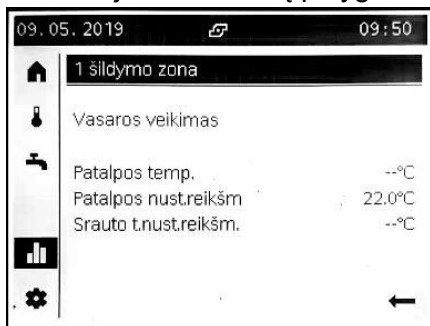 09.05.2019 09:50
1 šildymo zona
Vasaros veikimas
Patalpos temp. --°C
Patalpos nust.reikšm 22.0°C
Srauto t.nust.reikšm. --°C